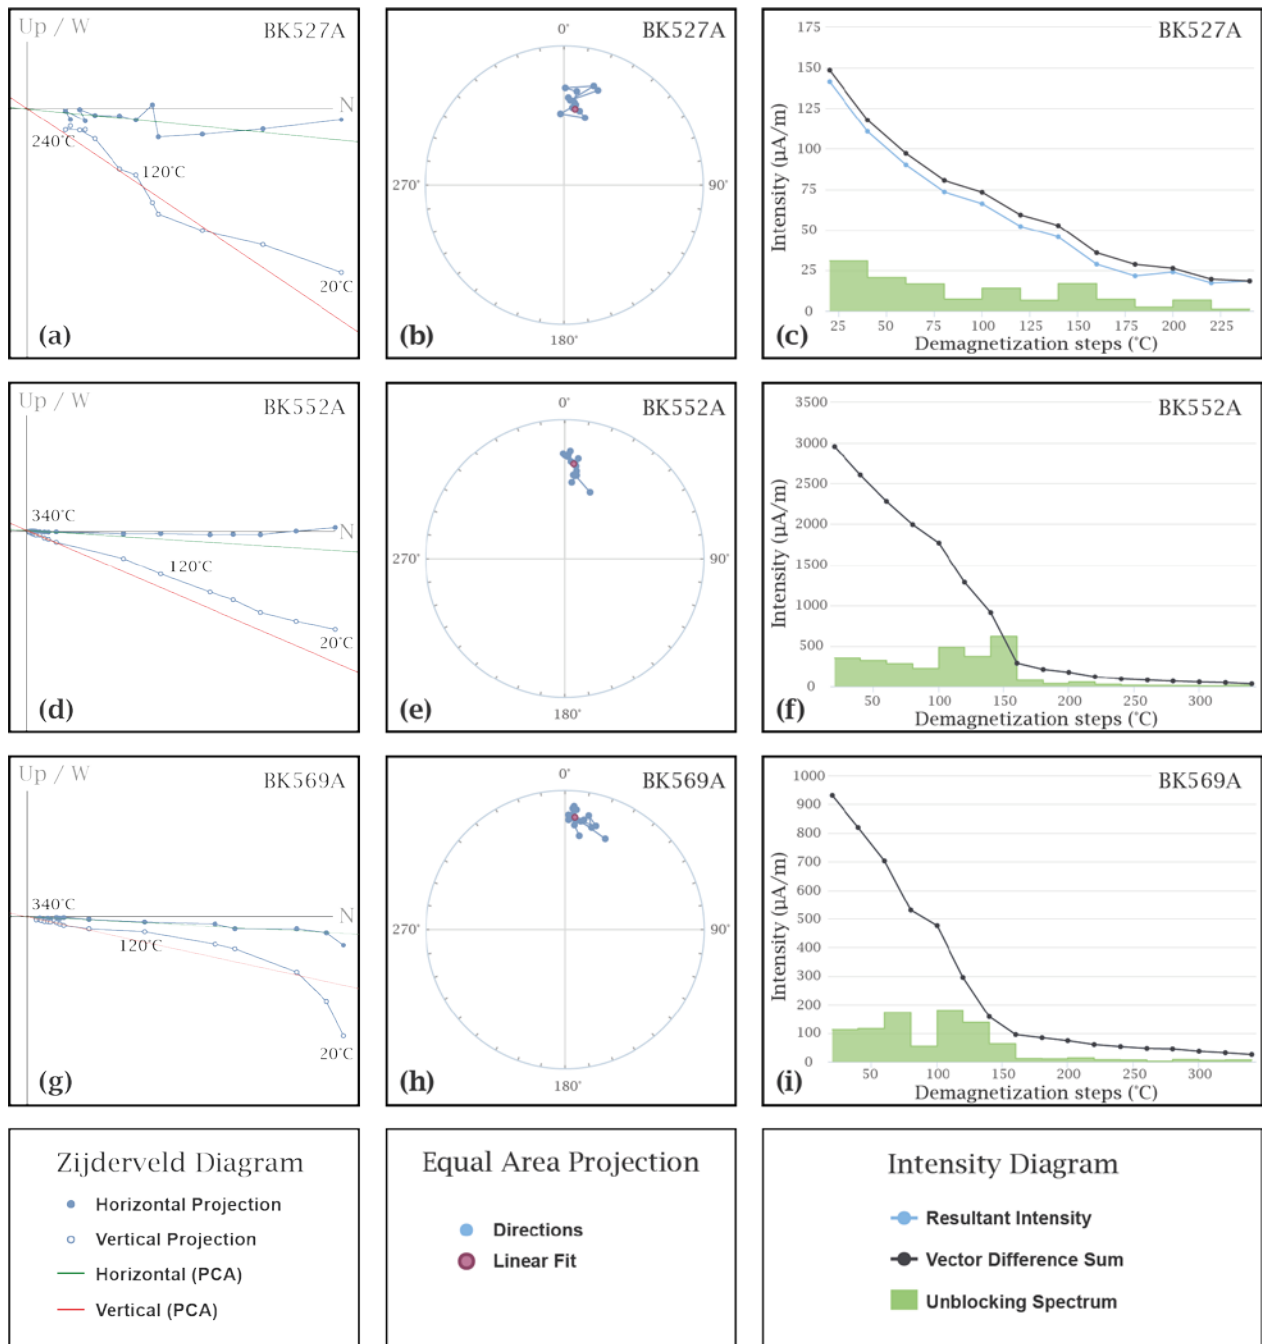 Up / W
BK527A
N
240°C
120°C
20°C
(a)
0°
BK527A
270°
90°
(b)
180°
BK527A
Intensity (µA/m)
175
150
125
100
75
50
25
0
25 50 75 100 125 150 175 200 225
(c)
Demagnetization steps (°C)
Up / W
BK552A
340°C
N
120°C
20°C
(d)
0°
BK552A
270°
90°
(e)
180°
BK552A
Intensity (µA/m)
3500
3000
2500
2000
1500
1000
500
0
50 100 150 200 250 300
(f)
Demagnetization steps (°C)
Up / W
BK569A
340°C
N
120°C
20°C
(g)
0°
BK569A
270°
90°
(h)
180°
BK569A
Intensity (µA/m)
1000
900
800
700
600
500
400
300
200
100
0
50 100 150 200 250 300
(i)
Demagnetization steps (°C)
Zijderveld Diagram
Horizontal Projection
Vertical Projection
Horizontal (PCA)
Vertical (PCA)
Equal Area Projection
Directions
Linear Fit
Intensity Diagram
Resultant Intensity
Vector Difference Sum
Unblocking Spectrum